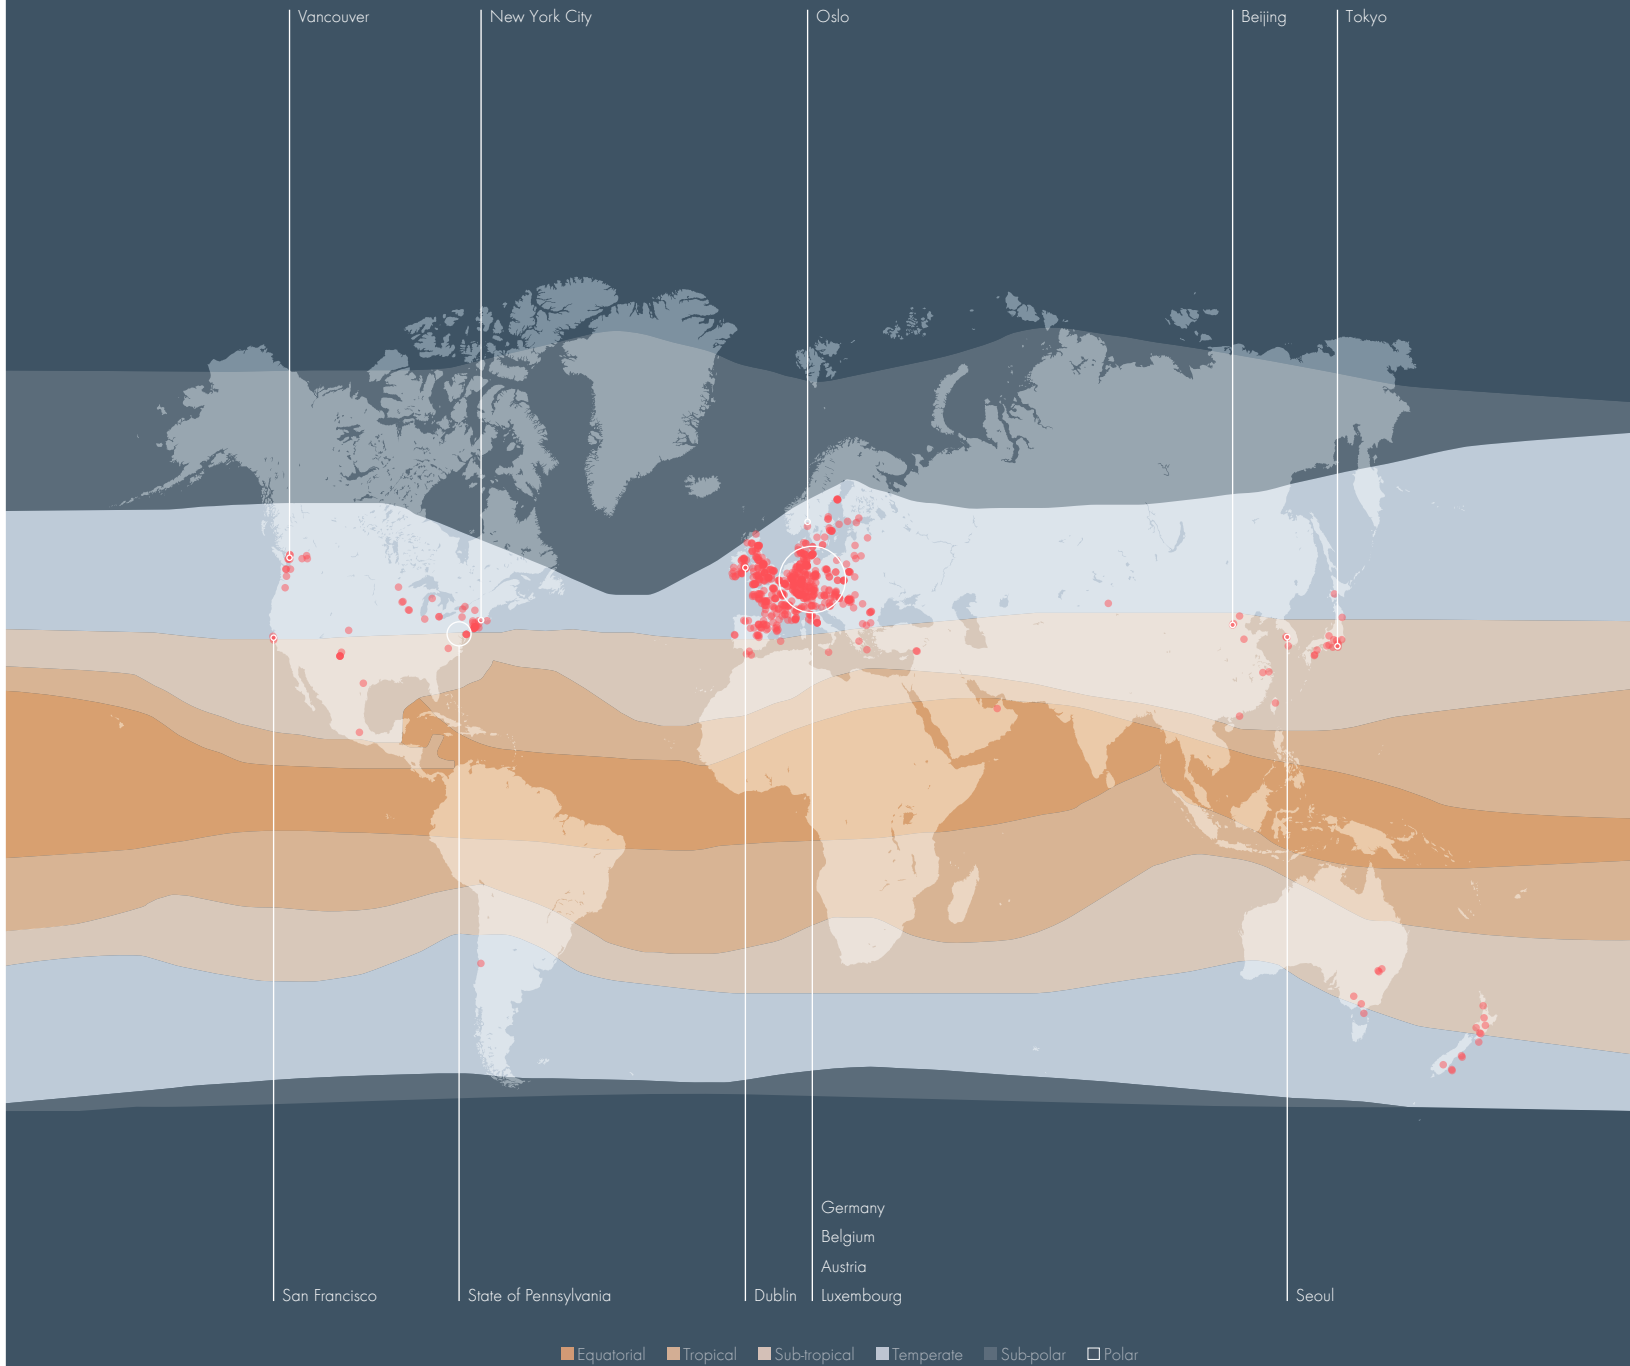 Vancouver
New York City
Oslo
Beijing
Tokyo
Germany
Belgium
Austria
San Francisco
State of Pennsylvania
Dublin
Luxembourg
Seoul
Equatorial
Tropical
Sub-tropical
Temperate
Sub-polar
Polar